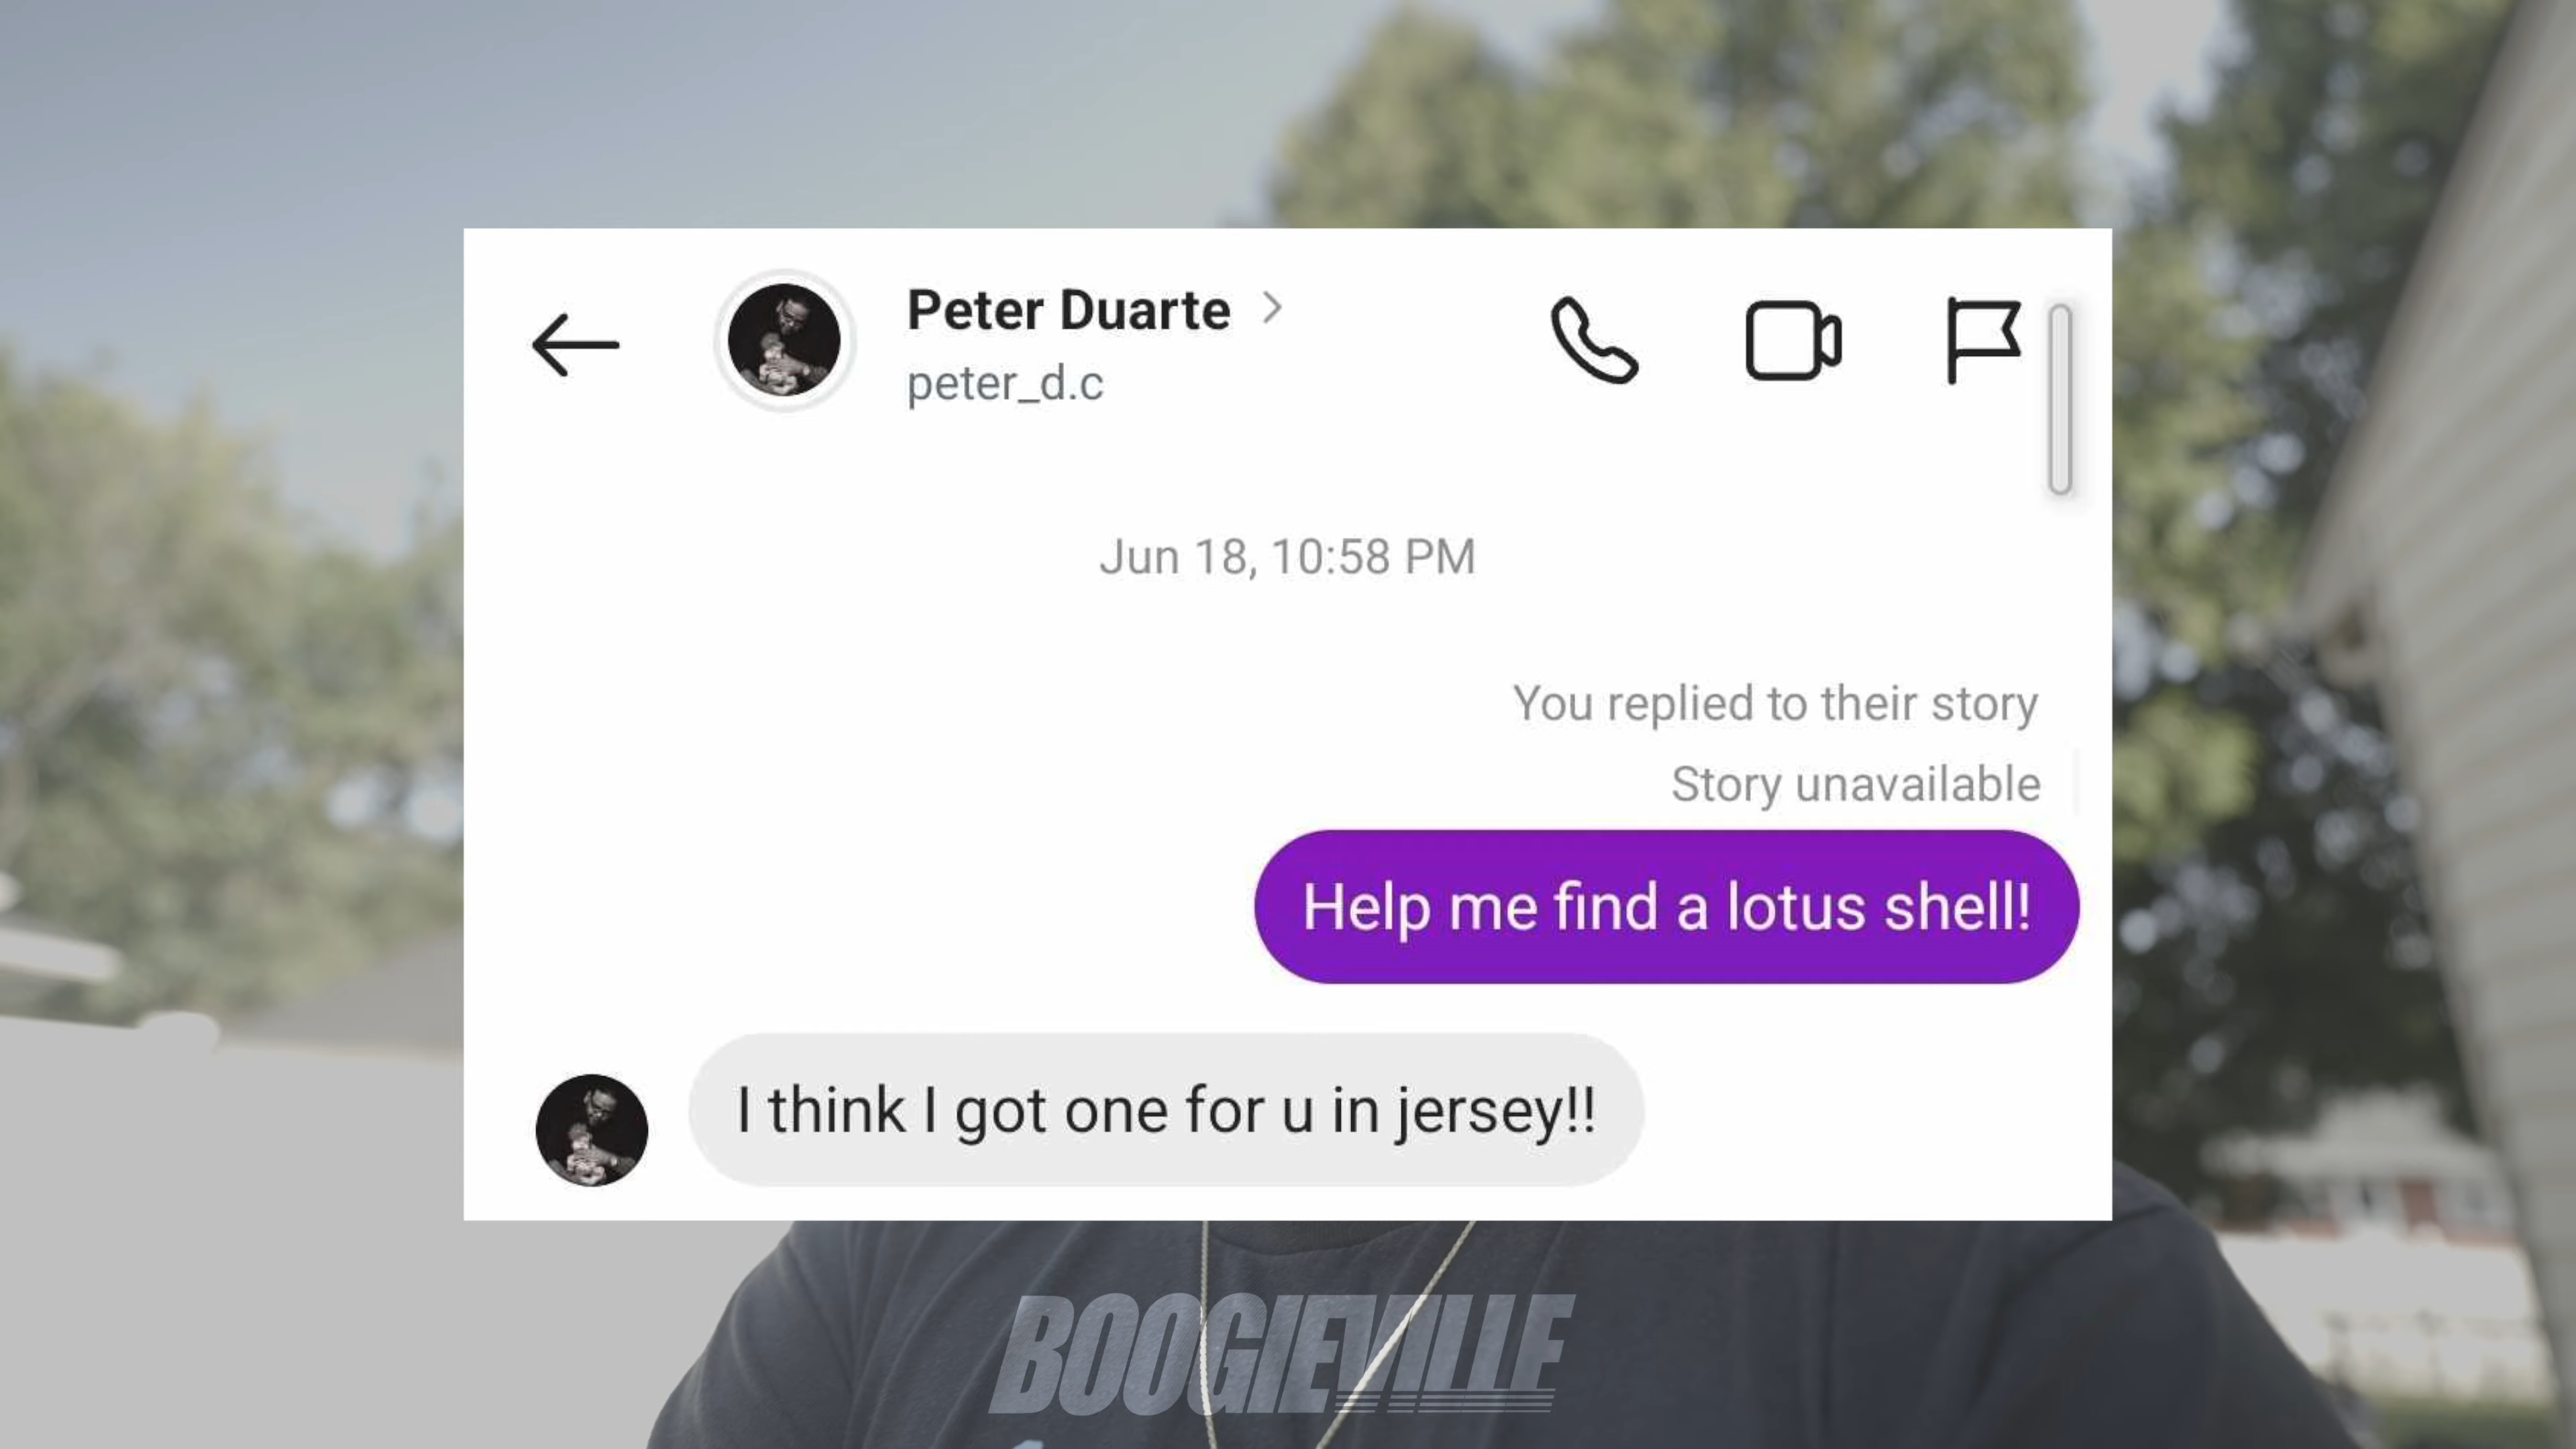 Peter Duarte
peter_d.c
Jun 18, 10:58 PM
You replied to their story
Story unavailable
Help me find a lotus shell!
I think I got one for u in jersey!!
BOOGIEVILLE